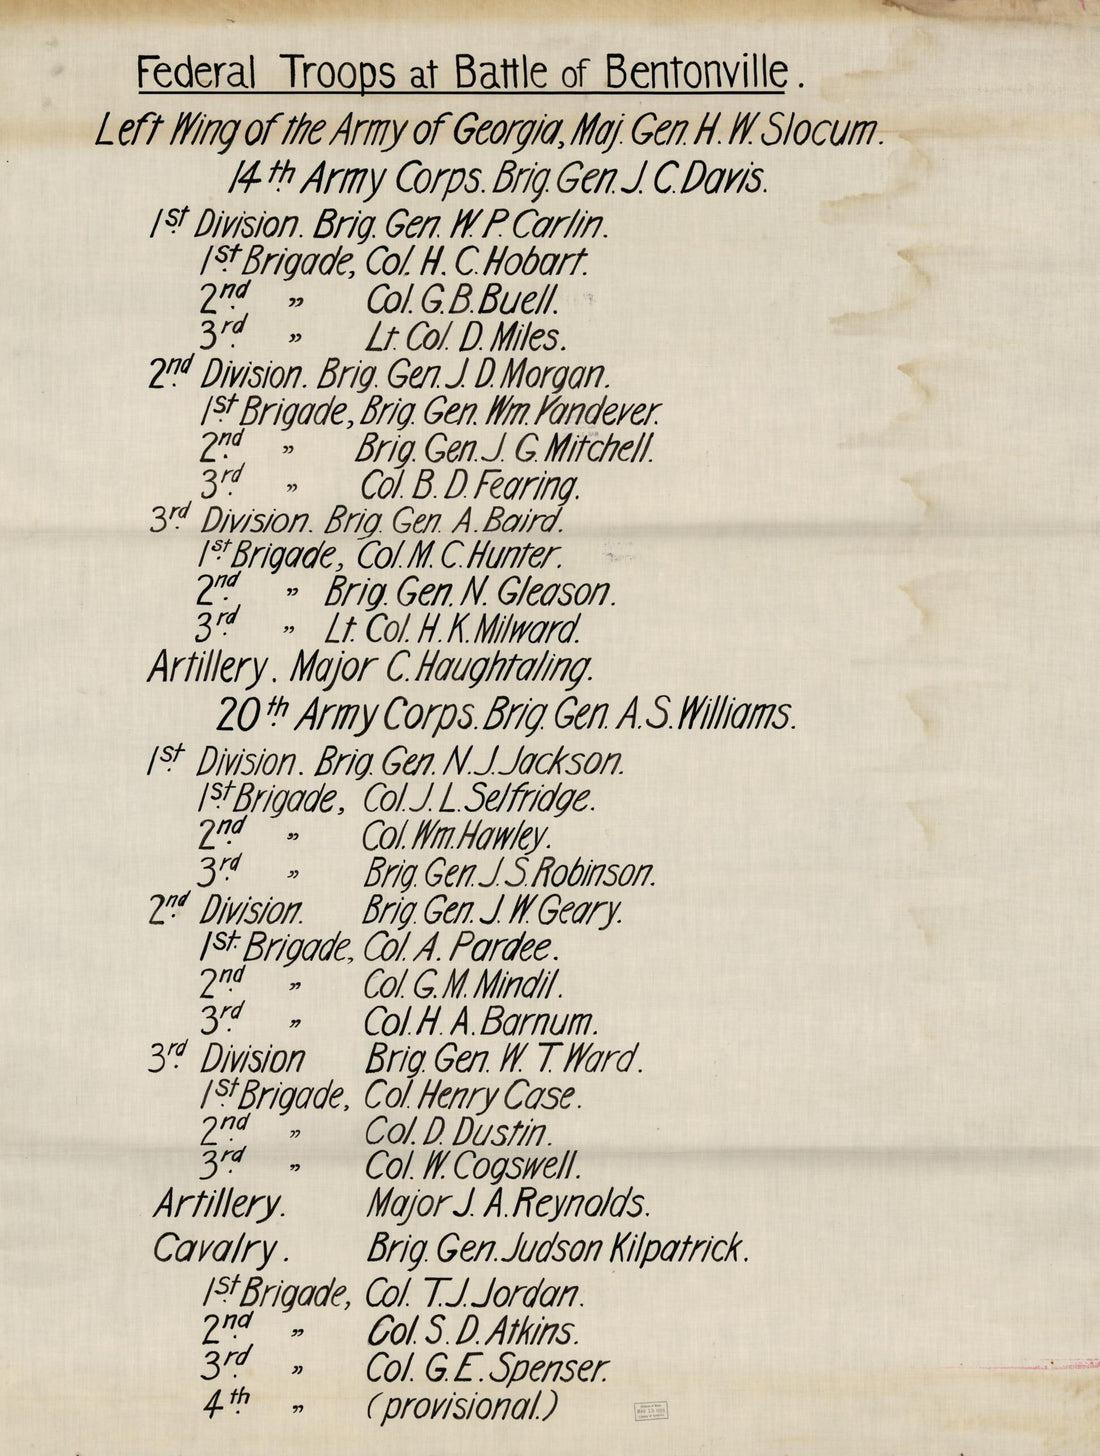 Federal Troops at Battle of Bentonville.
Left Wing of the Army of Georgia, Maj. Gen. H. W. Slocum.
14th Army Corps. Brig. Gen. J. C. Davis.
1st Division. Brig. Gen. W. P. Carlin.
1st Brigade, Col. H. C. Hobart.
2nd „ Col. G. B. Buell.
3rd „ Lt. Col. D. Miles.
2nd Division. Brig. Gen. J. D. Morgan.
1st Brigade, Brig. Gen. Wm. Vandever.
2nd „ Brig. Gen. J. G. Mitchell.
3rd „ Col. B. D. Fearing.
3rd Division. Brig. Gen. A. Baird.
1st Brigade, Col. M. C. Hunter.
2nd „ Brig. Gen. N. Gleason.
3rd „ Lt. Col. H. K. Milward.
Artillery. Major C. Haughtaling.
20th Army Corps. Brig. Gen. A. S. Williams.
1st Division. Brig. Gen. N. J. Jackson.
1st Brigade, Col. J. L. Selfridge.
2nd „ Col. Wm. Hawley.
3rd „ Brig. Gen. J. S. Robinson.
2nd Division. Brig. Gen. J. W. Geary.
1st Brigade, Col. A. Pardee.
2nd „ Col. G. M. Mindil.
3rd „ Col. H. A. Barnum.
3rd Division Brig. Gen. W. T. Ward.
1st Brigade, Col. Henry Case.
2nd „ Col. D. Dustin.
3rd „ Col. W. Cogswell.
Artillery. Major J. A. Reynolds.
Cavalry. Brig. Gen. Judson Kilpatrick.
1st Brigade, Col. T. J. Jordan.
2nd „ Col. S. D. Atkins.
3rd „ Col. G. E. Spenser.
4th „ (provisional.)